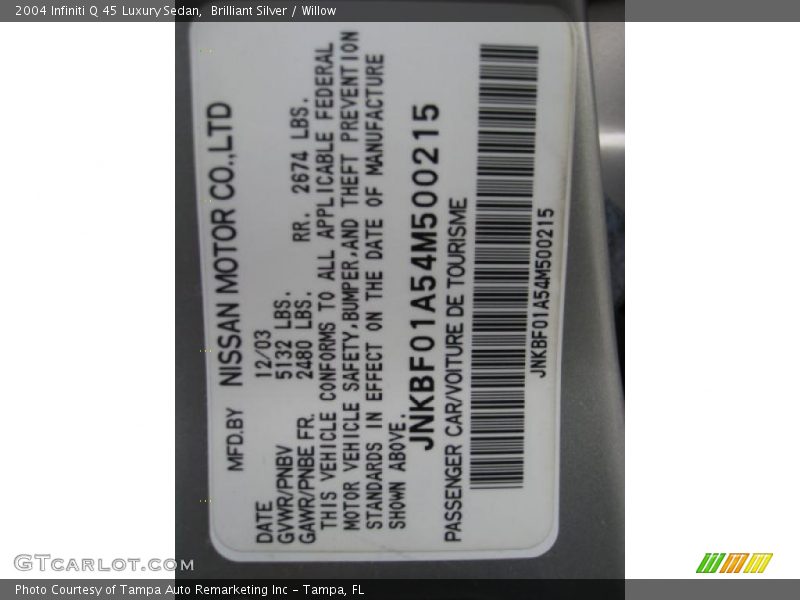 2004 Infiniti Q 45 Luxury Sedan,  Brilliant Silver / Willow
MFD.BY NISSAN MOTOR CO.,LTD
DATE 12/03
GVWR/PNBV 5132 LBS.
GAWR/PNBE FR. 2480 LBS. RR. 2674 LBS.
THIS VEHICLE CONFORMS TO ALL APPLICABLE FEDERAL
MOTOR VEHICLE SAFETY,BUMPER,AND THEFT PREVENTION
STANDARDS IN EFFECT ON THE DATE OF MANUFACTURE
SHOWN ABOVE.
JNKBF01A54M500215
PASSENGER CAR/VOITURE DE TOURISME
JNKBF01A54M500215
GTCarLot.com
Photo Courtesy of Tampa Auto Remarketing Inc - Tampa, FL